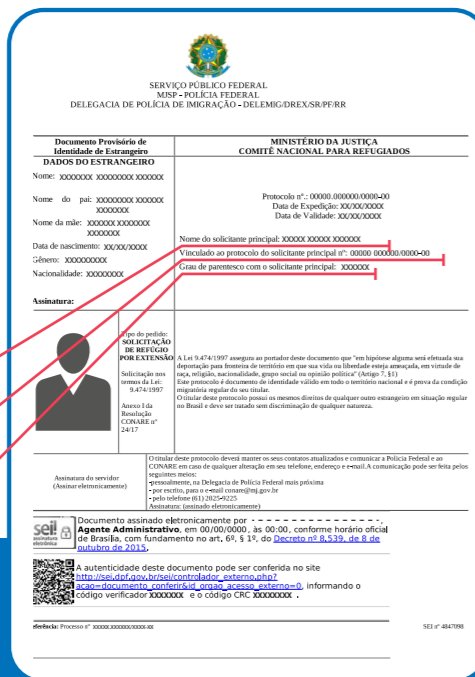 SERVIÇO PÚBLICO FEDERAL
MJSP - POLÍCIA FEDERAL
DELEGACIA DE POLÍCIA DE IMIGRAÇÃO - DELEMIG/DREX/SR/PF/RR
Documento Provisório de
Identidade de Estrangeiro
MINISTÉRIO DA JUSTIÇA
COMITÊ NACIONAL PARA REFUGIADOS
DADOS DO ESTRANGEIRO
Nome: XXXXXX XXXXXXXX XXXXXX
Nome do pai: XXXXXXXX XXXXXX
XXXXXXX
Nome da mãe: XXXXXX XXXXXXX
XXXXXXX
Data de nascimento: XX/XX/XXXX
Gênero: XXXXXXXXX
Nacionalidade: XXXXXXXX
Assinatura:
Protocolo nº.: 00000.000000/0000-00
Data de Expedição: XX/XX/XXXX
Data de Validade: XX/XX/XXXX
Nome do solicitante principal: XXXXX XXXXX XXXXXXX
Vinculado ao protocolo do solicitante principal nº: 00000 000000/0000-00
Grau de parentesco com o solicitante principal: XXXXXX
Tipo do pedido:
SOLICITAÇÃO
DE REFÚGIO
POR EXTENSÃO
Solicitação nos
termos da Lei:
9.474/1997
Anexo I da
Resolução
CONARE nº
24/17
A Lei 9.474/1997 assegura ao portador deste documento que "em hipótese alguma será efetuada sua
deportação para fronteira de território em que sua vida ou liberdade esteja ameaçada, em virtude de
raça, religião, nacionalidade, grupo social ou opinião política" (Artigo 7, §1)
Este protocolo é documento de identidade válido em todo o território nacional e é prova da condição
migratória regular do seu titular.
O titular deste protocolo possui os mesmos direitos de qualquer outro estrangeiro em situação regular
no Brasil e deve ser tratado sem discriminação de qualquer natureza.
Assinatura do servidor
(Assinar eletronicamente)
O titular deste protocolo deverá manter os seus contatos atualizados e comunicar a Polícia Federal e ao
CONARE em caso de qualquer alteração em seu telefone, endereço e e-mail.A comunicação pode ser feita pelos
seguintes meios:
-pessoalmente, na Delegacia de Polícia Federal mais próxima
- por escrito, para o e-mail conare@mj.gov.br
- pelo telefone (61) 2025-9225
Assinatura: (assinado eletronicamente)
sei!
assinatura
eletrônica
Documento assinado eletronicamente por - - - - - - - - - - - - - - - - ,
Agente Administrativo, em 00/00/0000, às 00:00, conforme horário oficial
de Brasília, com fundamento no art. 6º, § 1º, do Decreto nº 8.539, de 8 de
outubro de 2015.
A autenticidade deste documento pode ser conferida no site
http://sei.dpf.gov.br/sei/controlador_externo.php?
acao=documento_conferir&id_orgao_acesso_externo=0, informando o
código verificador XXXXXXX e o código CRC XXXXXXXX .
eferência: Processo nº XXXXX.XXXXXX/XXXX-XX
SEI nº 4847098